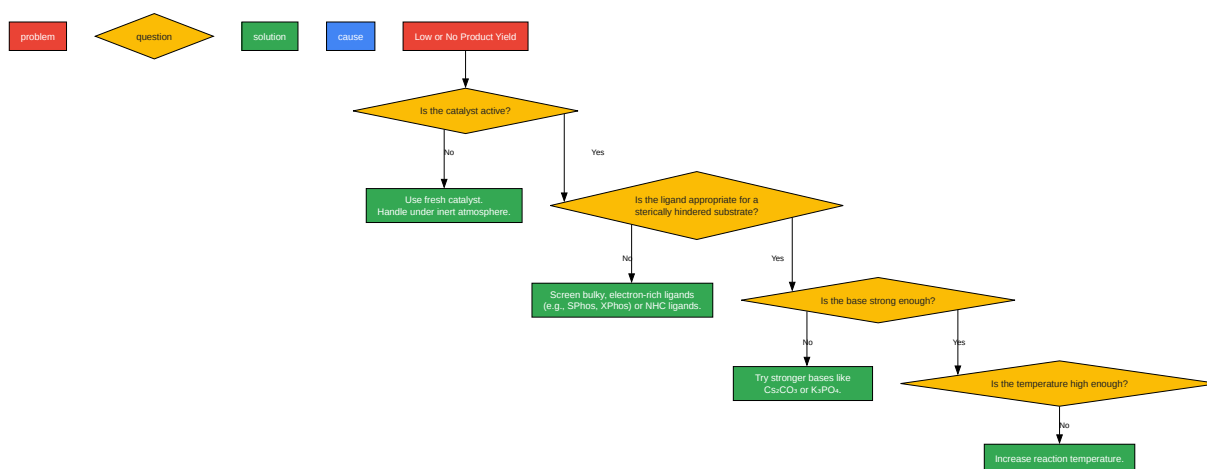 problem
question
solution
cause
Low or No Product Yield
Is the catalyst active?
No
Yes
Use fresh catalyst.
Handle under inert atmosphere.
Is the ligand appropriate for a
sterically hindered substrate?
No
Yes
Screen bulky, electron-rich ligands
(e.g., SPhos, XPhos) or NHC ligands.
Is the base strong enough?
No
Yes
Try stronger bases like
Cs₂CO₃ or K₃PO₄.
Is the temperature high enough?
No
Increase reaction temperature.